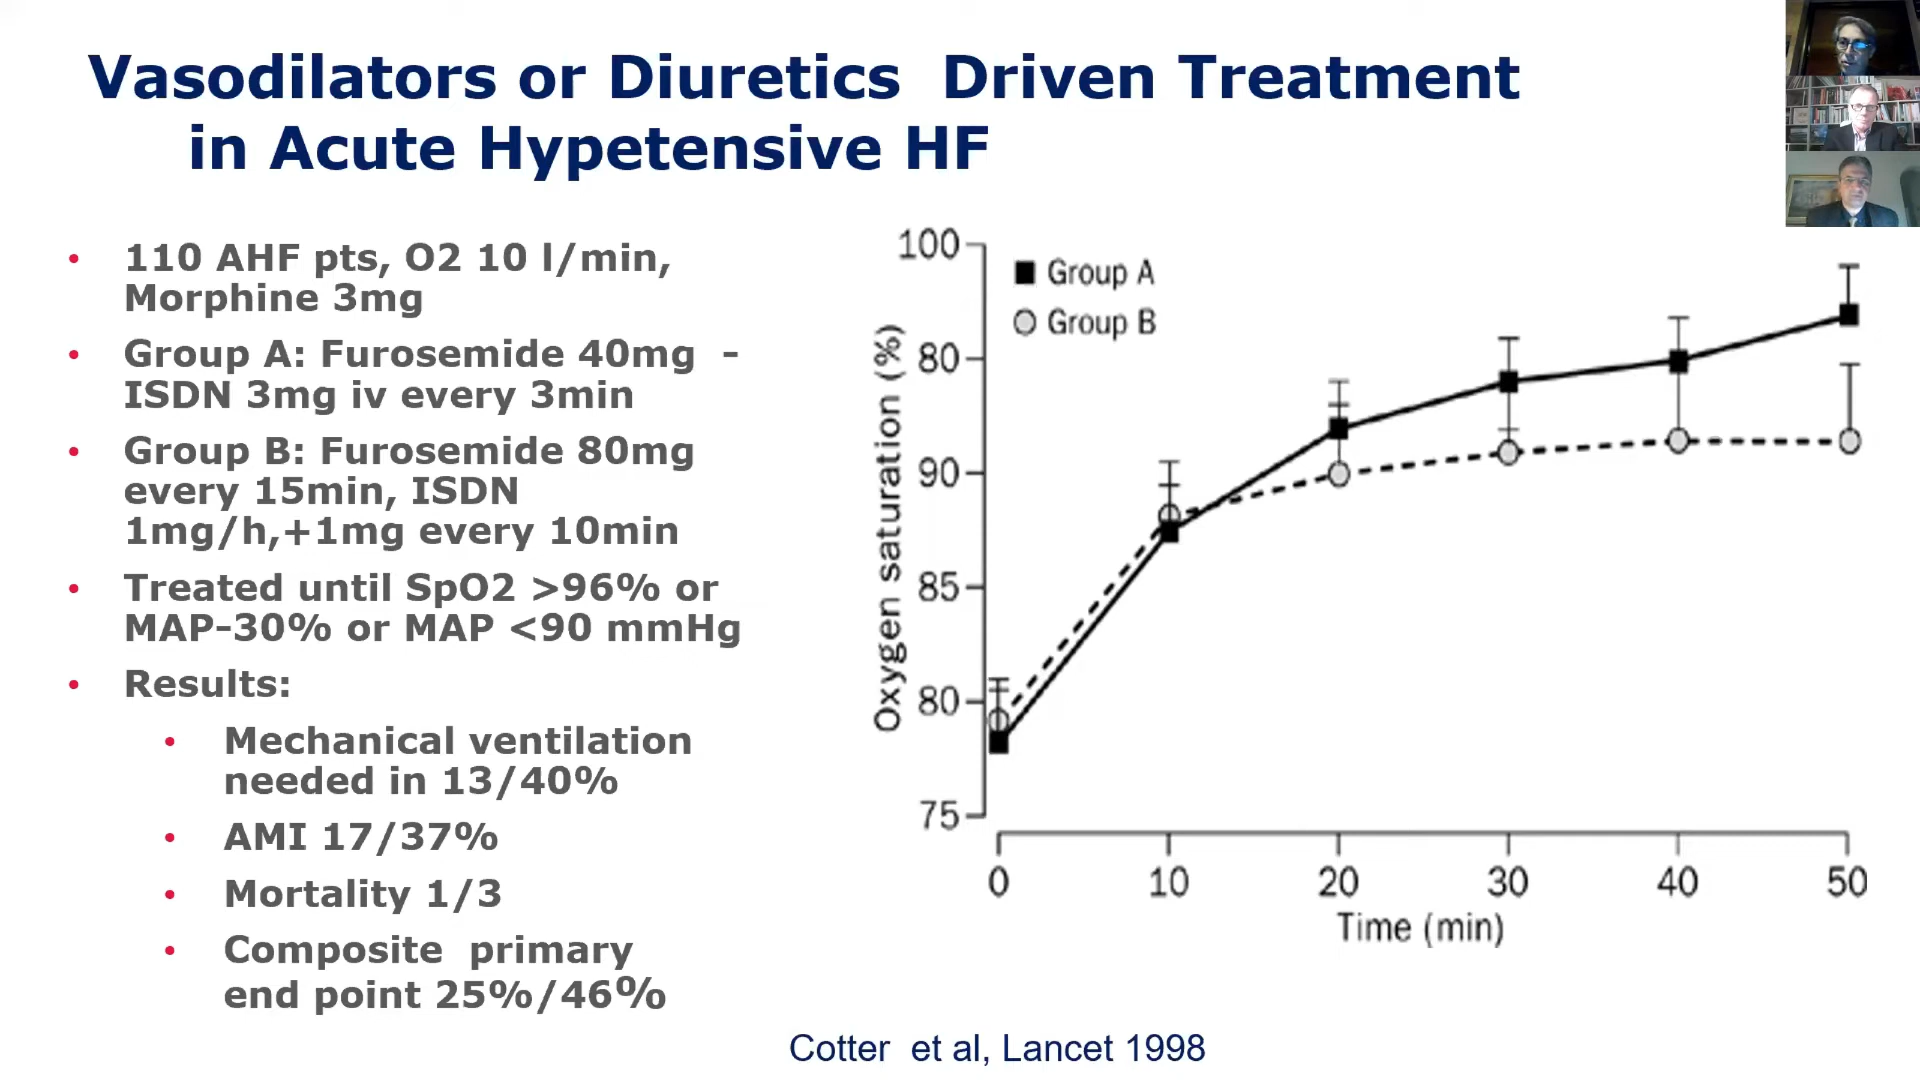 Vasodilators or Diuretics Driven Treatment
in Acute Hypetensive HF
• 110 AHF pts, O2 10 l/min,
Morphine 3mg
• Group A: Furosemide 40mg -
ISDN 3mg iv every 3min
• Group B: Furosemide 80mg
every 15min, ISDN
1mg/h,+1mg every 10min
• Treated until SpO2 >96% or
MAP-30% or MAP <90 mmHg
• Results:
• Mechanical ventilation
needed in 13/40%
• AMI 17/37%
• Mortality 1/3
• Composite primary
end point 25%/46%
Group A
Group B
Oxygen saturation (%)
100
80
90
85
80
75
0 10 20 30 40 50
Time (min)
Cotter et al, Lancet 1998